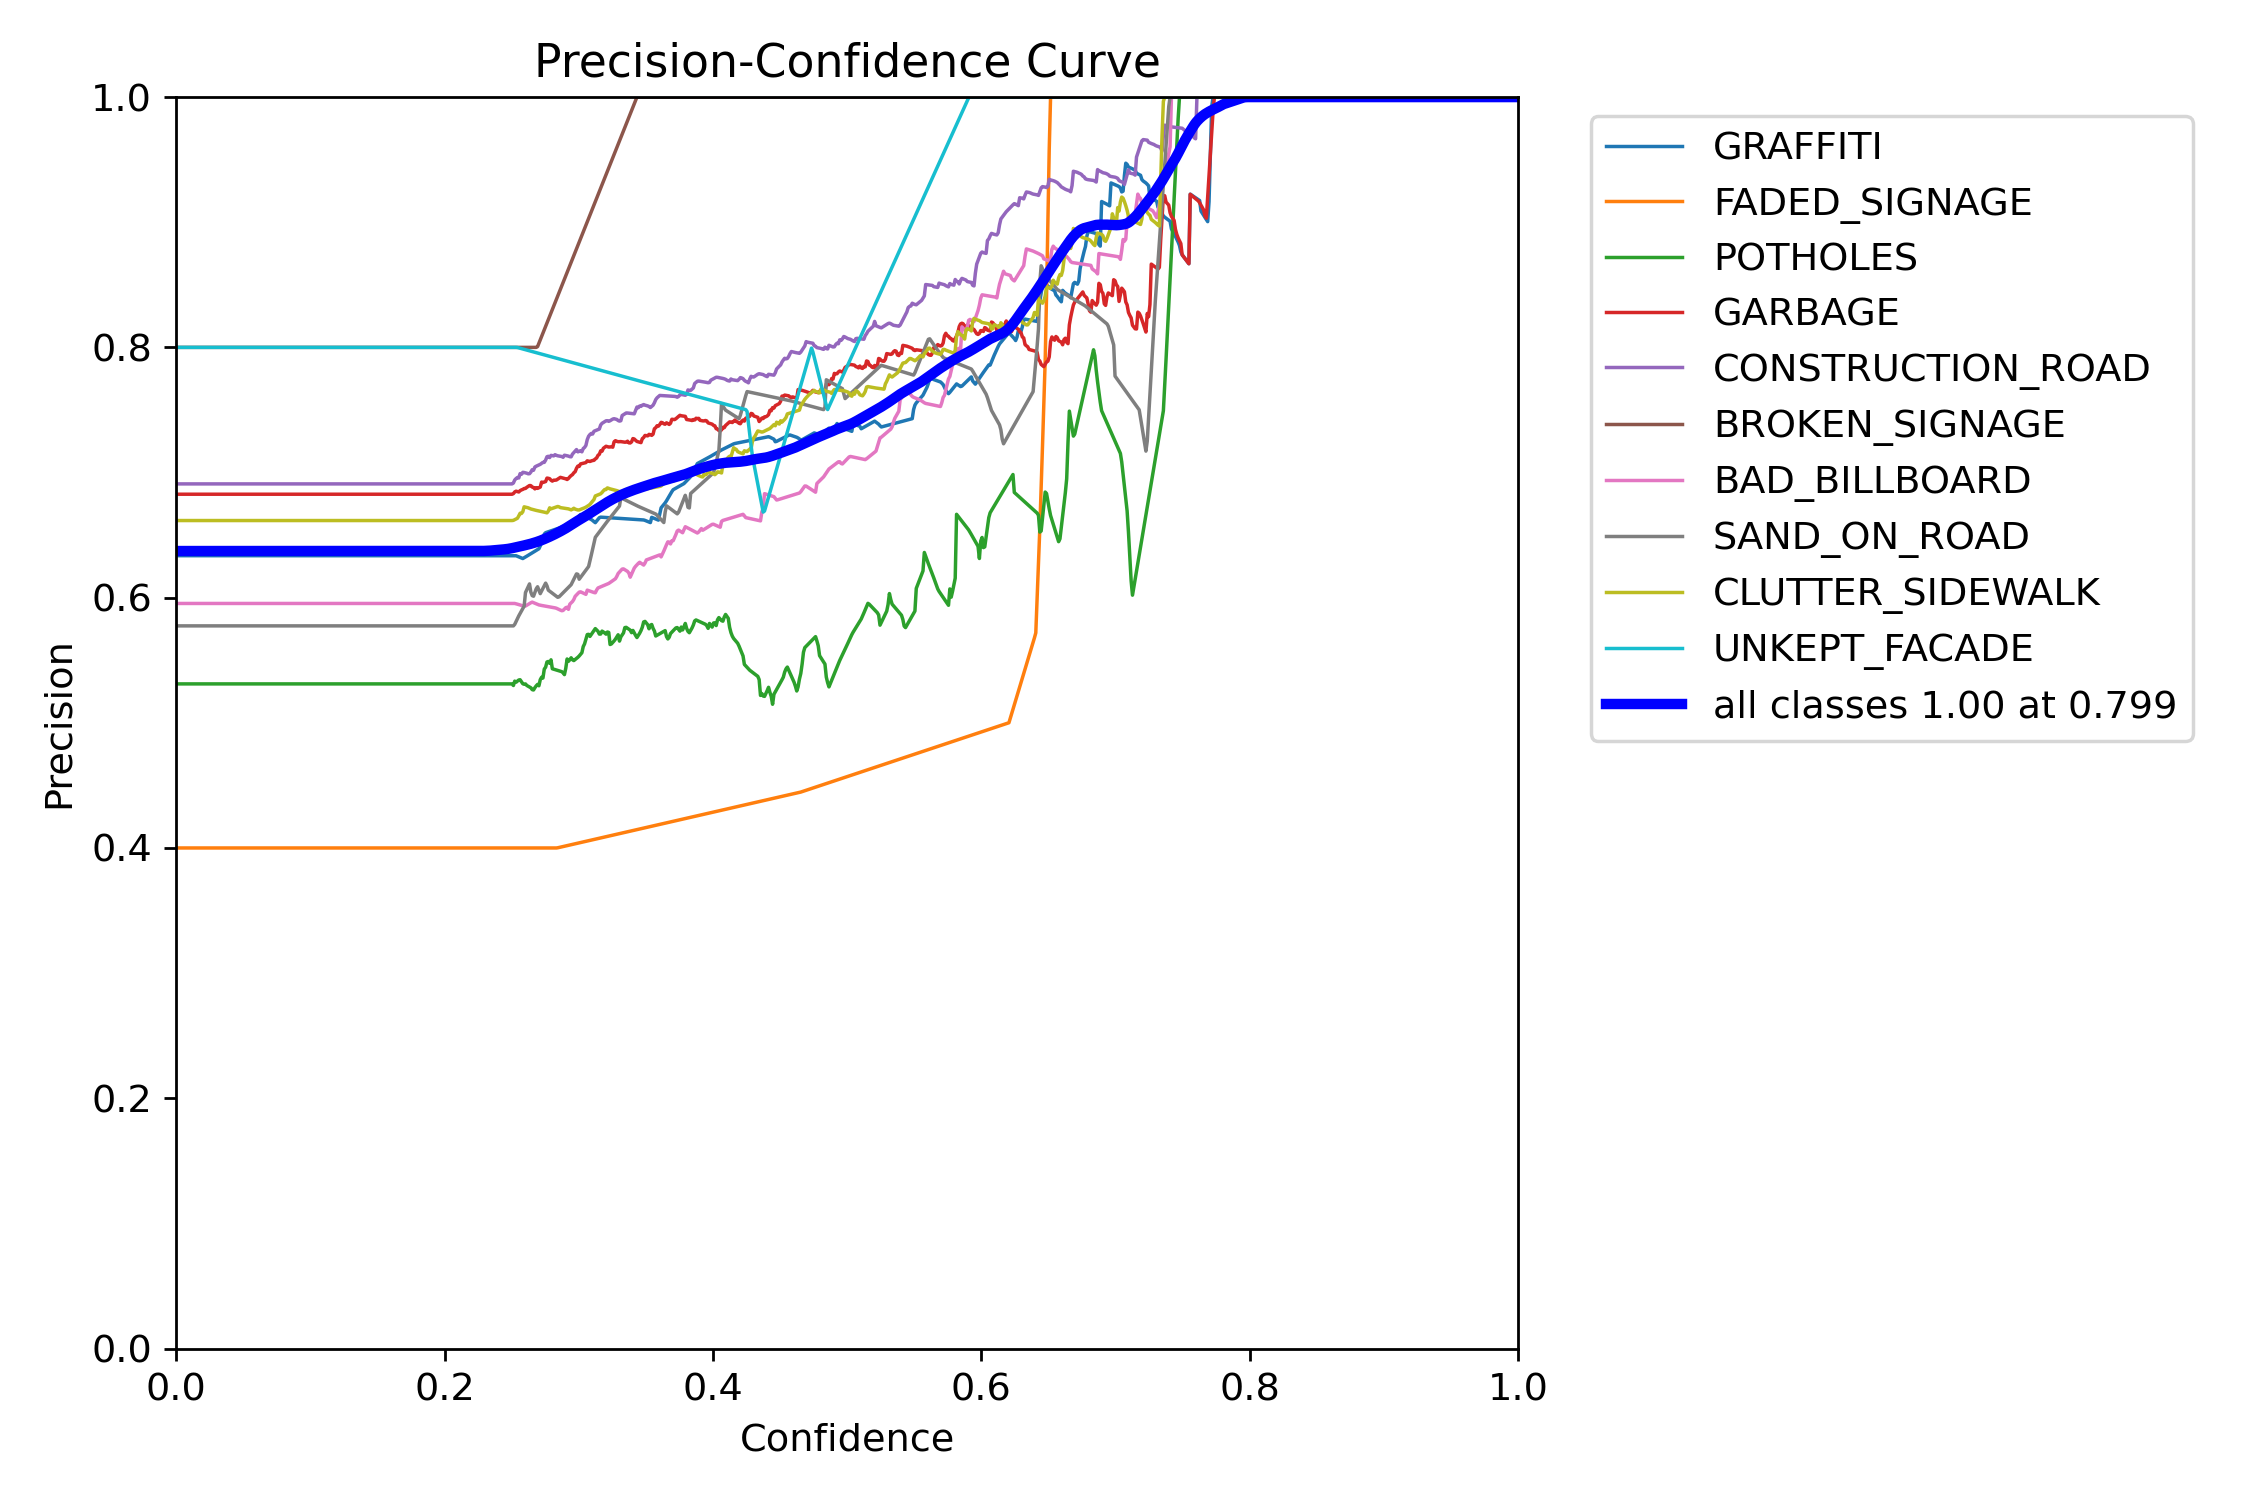 Precision-Confidence Curve
1.0
0.8
0.6
0.4
0.2
0.0
Precision
0.0 0.2 0.4 0.6 0.8 1.0
Confidence
GRAFFITI
FADED_SIGNAGE
POTHOLES
GARBAGE
CONSTRUCTION_ROAD
BROKEN_SIGNAGE
BAD_BILLBOARD
SAND_ON_ROAD
CLUTTER_SIDEWALK
UNKEPT_FACADE
all classes 1.00 at 0.799